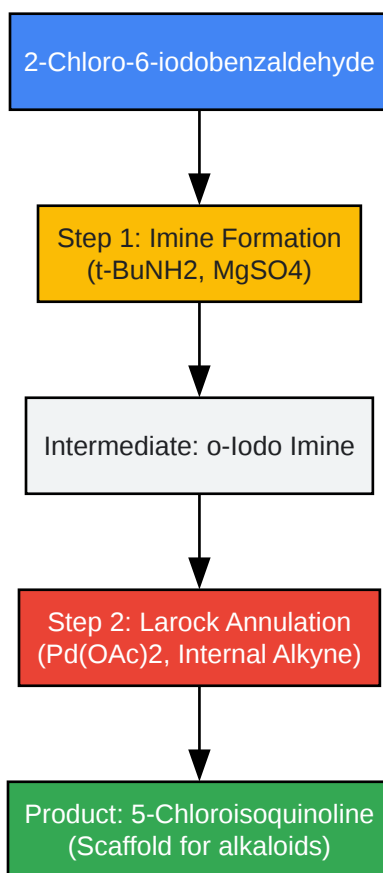 2-Chloro-6-iodobenzaldehyde
Step 1: Imine Formation
(t-BuNH2, MgSO4)
Intermediate: o-Iodo Imine
Step 2: Larock Annulation
(Pd(OAc)2, Internal Alkyne)
Product: 5-Chloroisoquinoline
(Scaffold for alkaloids)